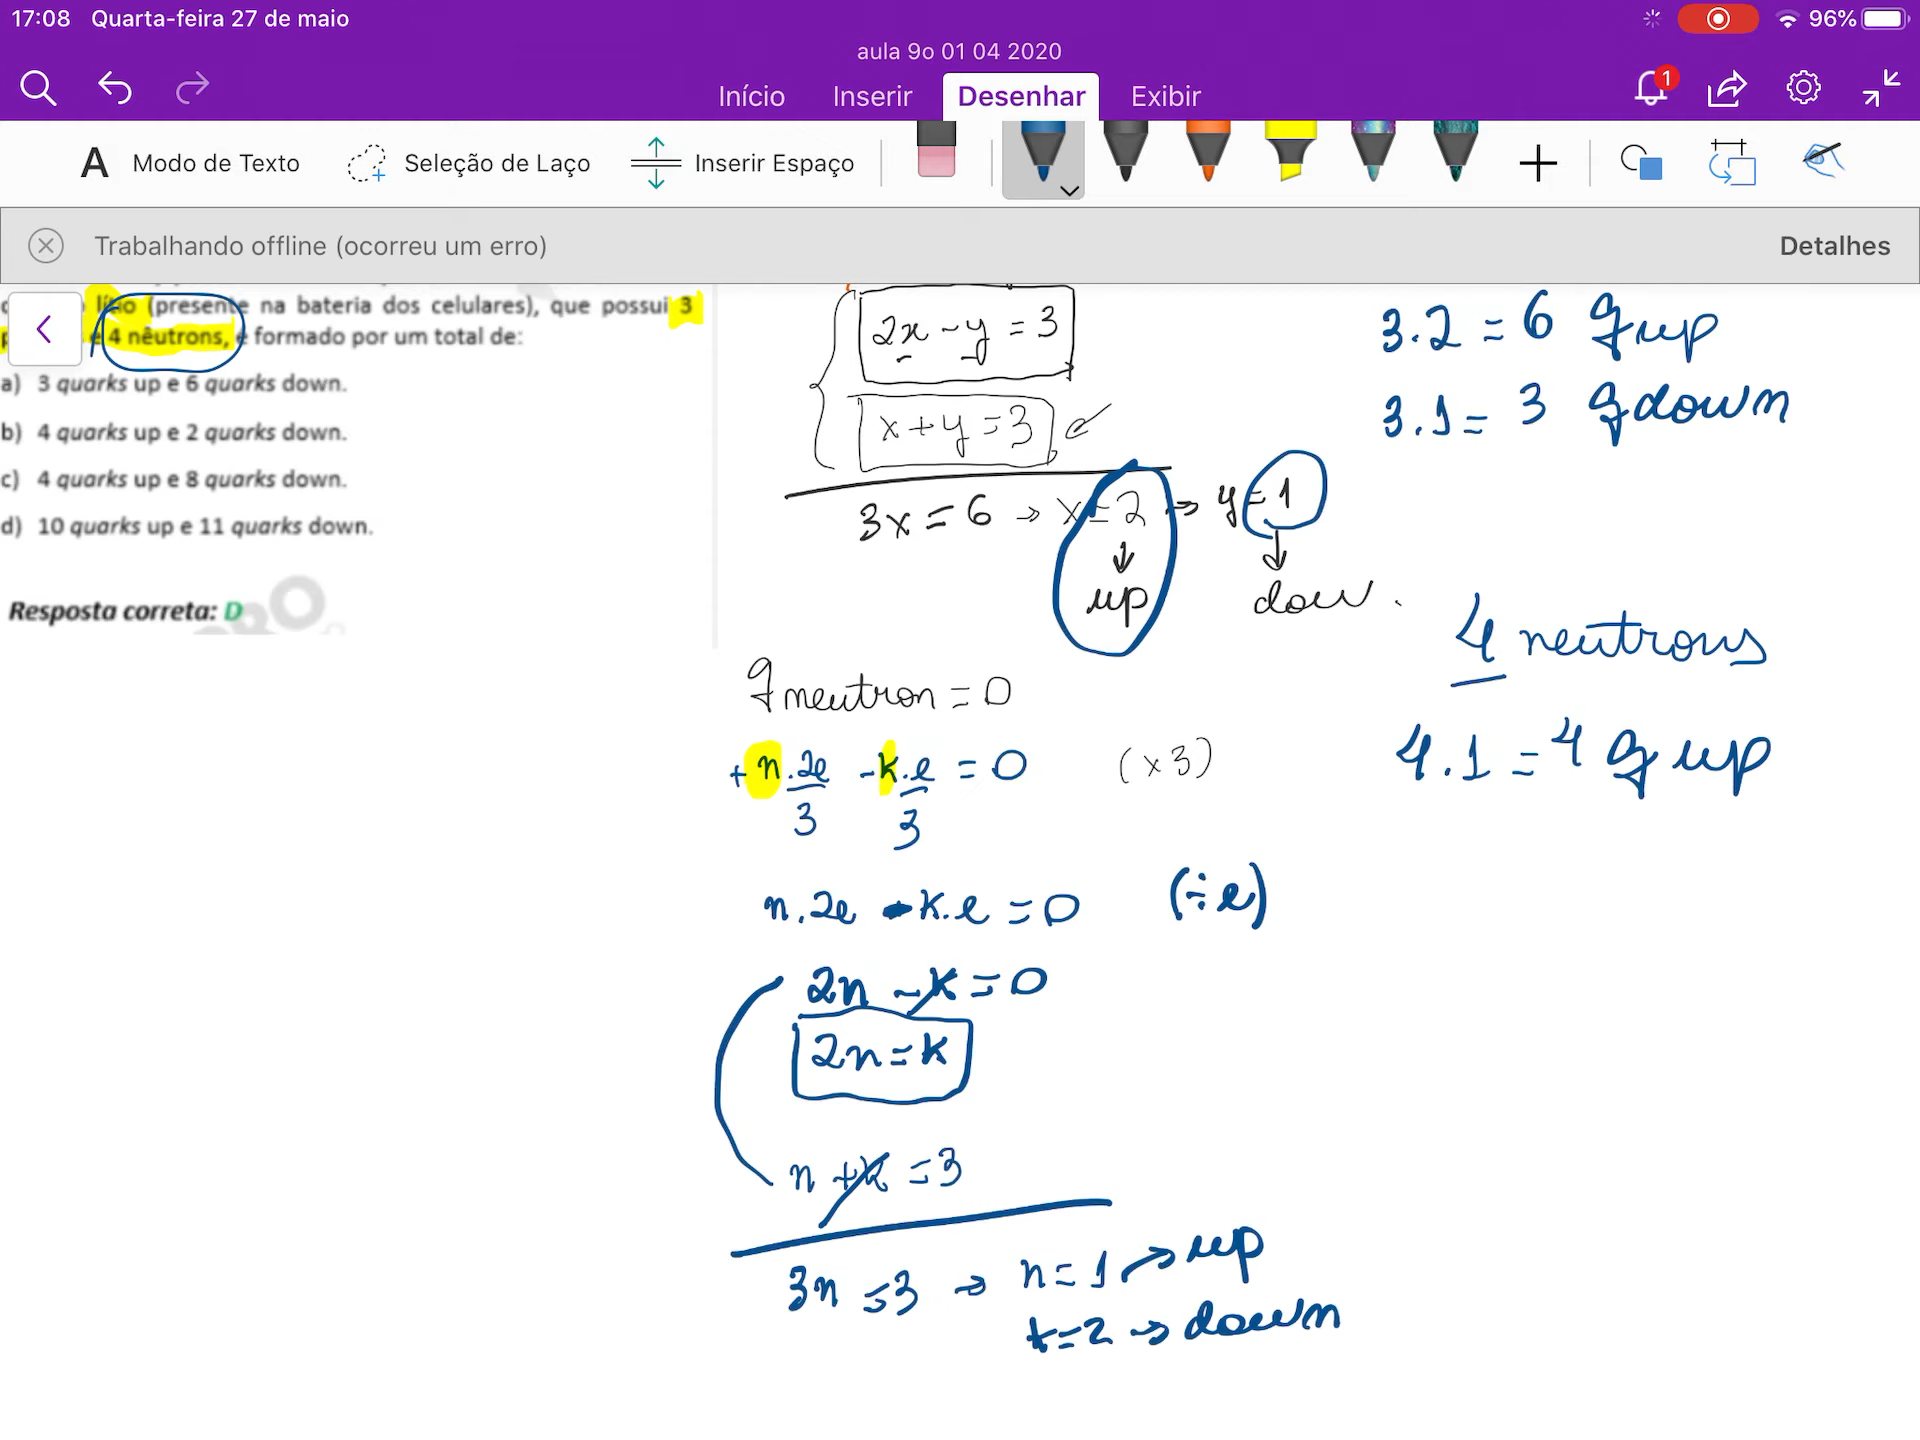 17:08 Quarta-feira 27 de maio
96%
aula 9o 01 04 2020
Início Inserir Desenhar Exibir
1
A Modo de Texto Seleção de Laço Inserir Espaço
Trabalhando offline (ocorreu um erro) Detalhes
lítio (presente na bateria dos celulares), que possui 3
e 4 nêutrons, é formado por um total de:
a) 3 quarks up e 6 quarks down.
b) 4 quarks up e 2 quarks down.
c) 4 quarks up e 8 quarks down.
d) 10 quarks up e 11 quarks down.
Resposta correta: D
2x - y = 3
x + y = 3
3x = 6 → x = 2 → y = 1
up
dow.
q neutron = 0
+ n.2e/3 - k.e/3 = 0 (x3)
n.2e - k.e = 0 (÷e)
2n - k = 0
2n = k
n + k = 3
3n = 3 → n = 1 → up
k = 2 → down
3.2 = 6 q up
3.1 = 3 q down
4 neutrons
4.1 = 4 q up